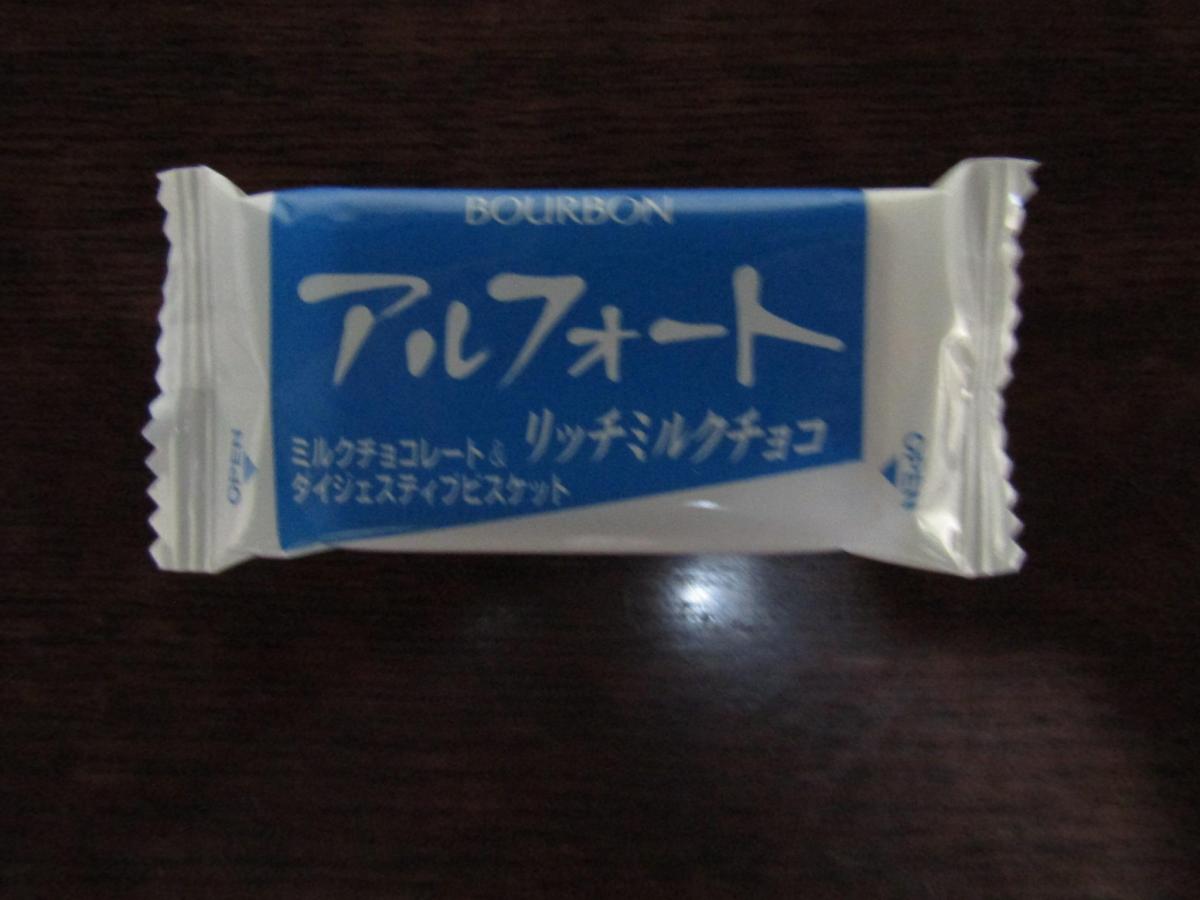 BOURBON
アルフォート
リッチミルクチョコ
ミルクチョコレート&
ダイジェスティブビスケット
OPEN
OPEN